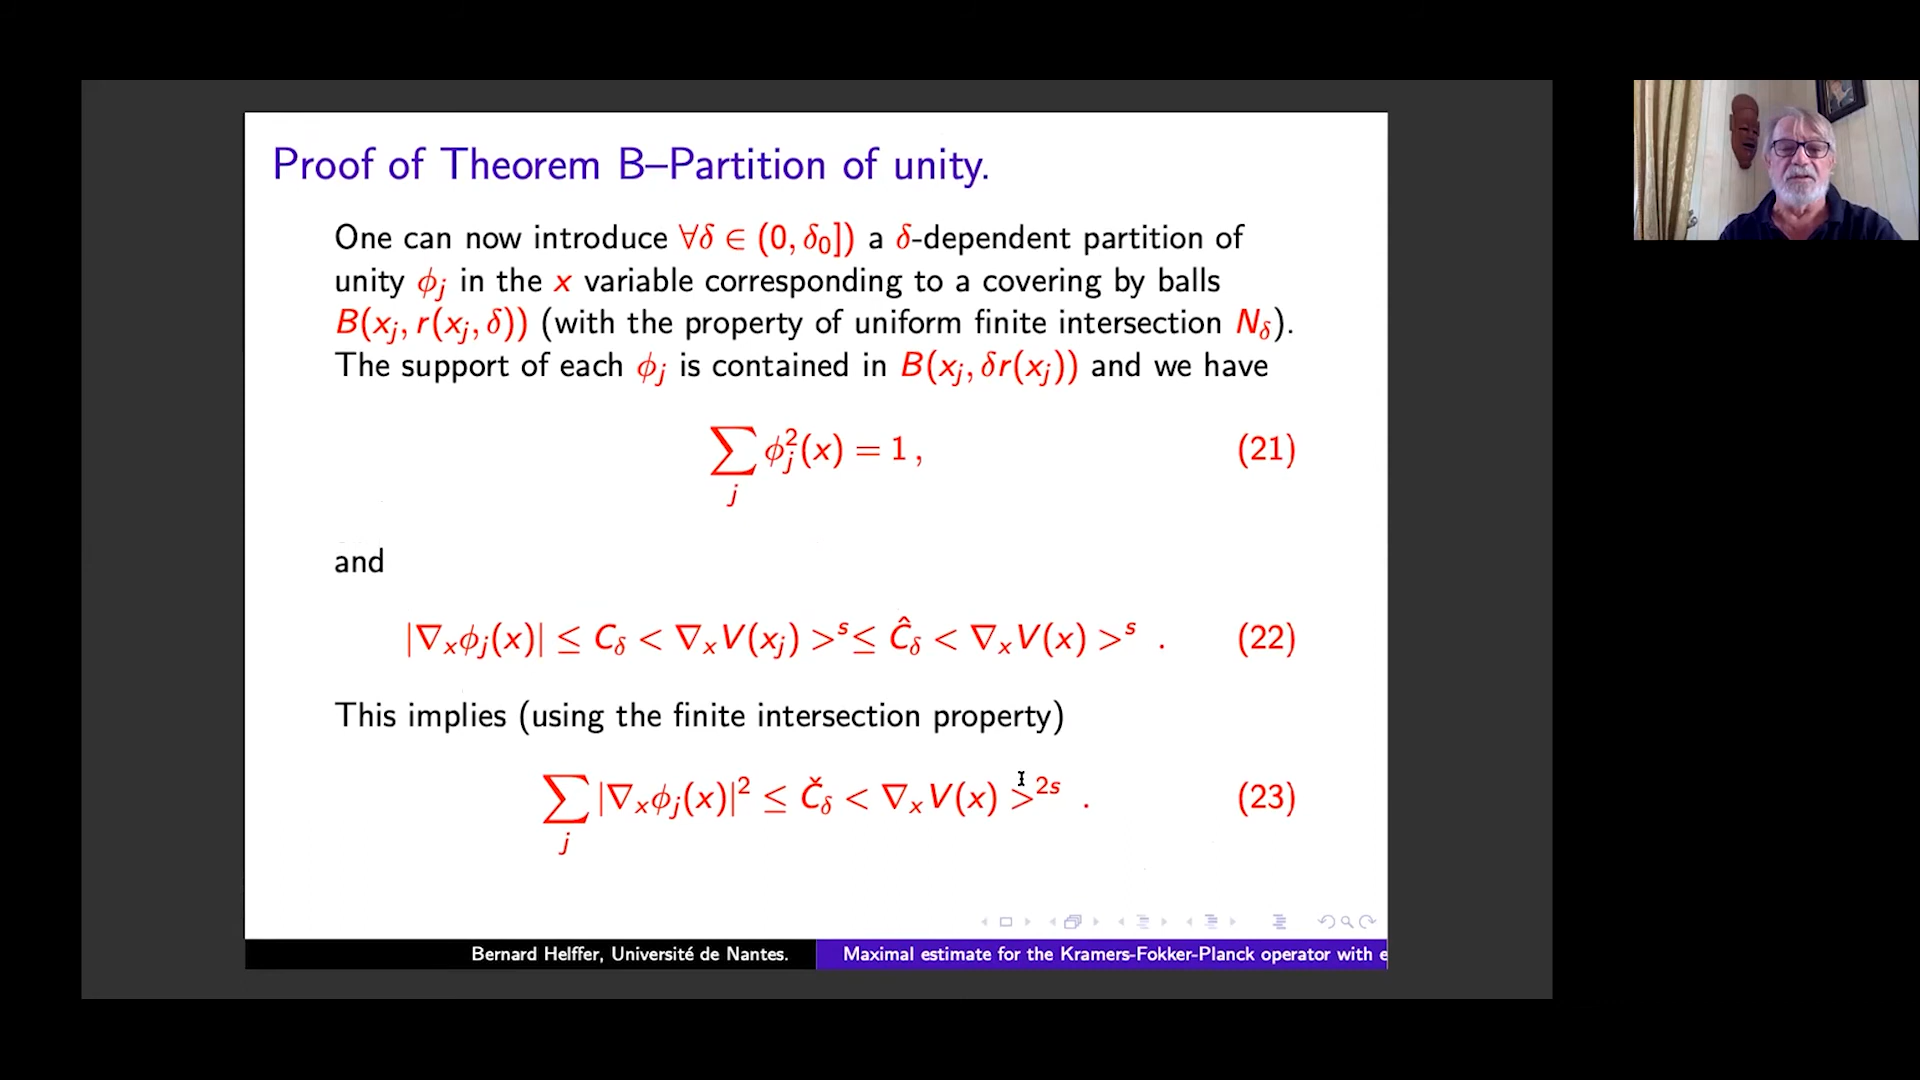 Proof of Theorem B–Partition of unity.
One can now introduce ∀δ ∈ (0, δ₀]) a δ-dependent partition of
unity ϕⱼ in the x variable corresponding to a covering by balls
B(xⱼ, r(xⱼ, δ)) (with the property of uniform finite intersection N_δ).
The support of each ϕⱼ is contained in B(xⱼ, δr(xⱼ)) and we have
∑ⱼ ϕⱼ²(x) = 1 , (21)
and
|∇ₓϕⱼ(x)| ≤ C_δ < ∇ₓV(xⱼ) >ˢ ≤ Ĉ_δ < ∇ₓV(x) >ˢ . (22)
This implies (using the finite intersection property)
∑ⱼ |∇ₓϕⱼ(x)|² ≤ Č_δ < ∇ₓV(x) >²ˢ . (23)
Bernard Helffer, Université de Nantes. Maximal estimate for the Kramers-Fokker-Planck operator with e